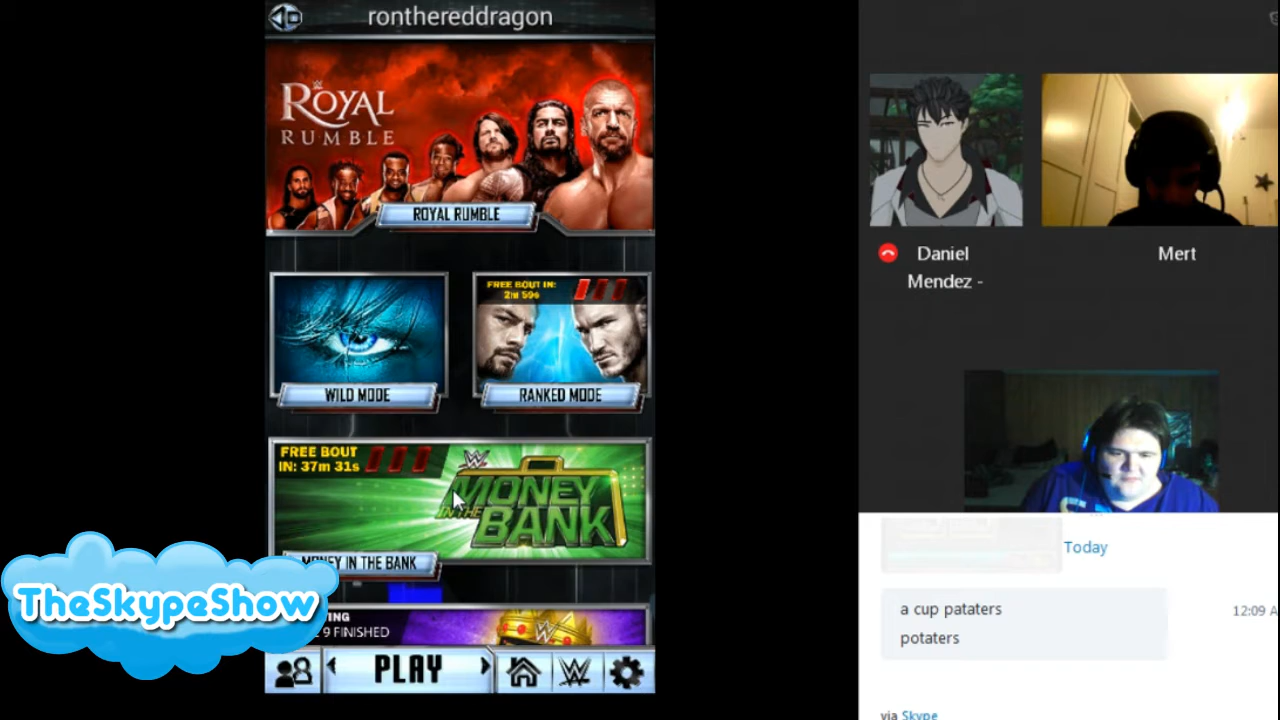 ronthereddragon
ROYAL
RUMBLE
ROYAL RUMBLE
FREE BOUT IN:
2m 59s
WILD MODE
RANKED MODE
FREE BOUT
IN: 37m 31s
MONEY
IN THE
BANK
MONEY IN THE BANK
9 FINISHED
PLAY
TheSkypeShow
Daniel
Mendez -
Mert
Today
a cup pataters
12:09 A
potaters
via Skype